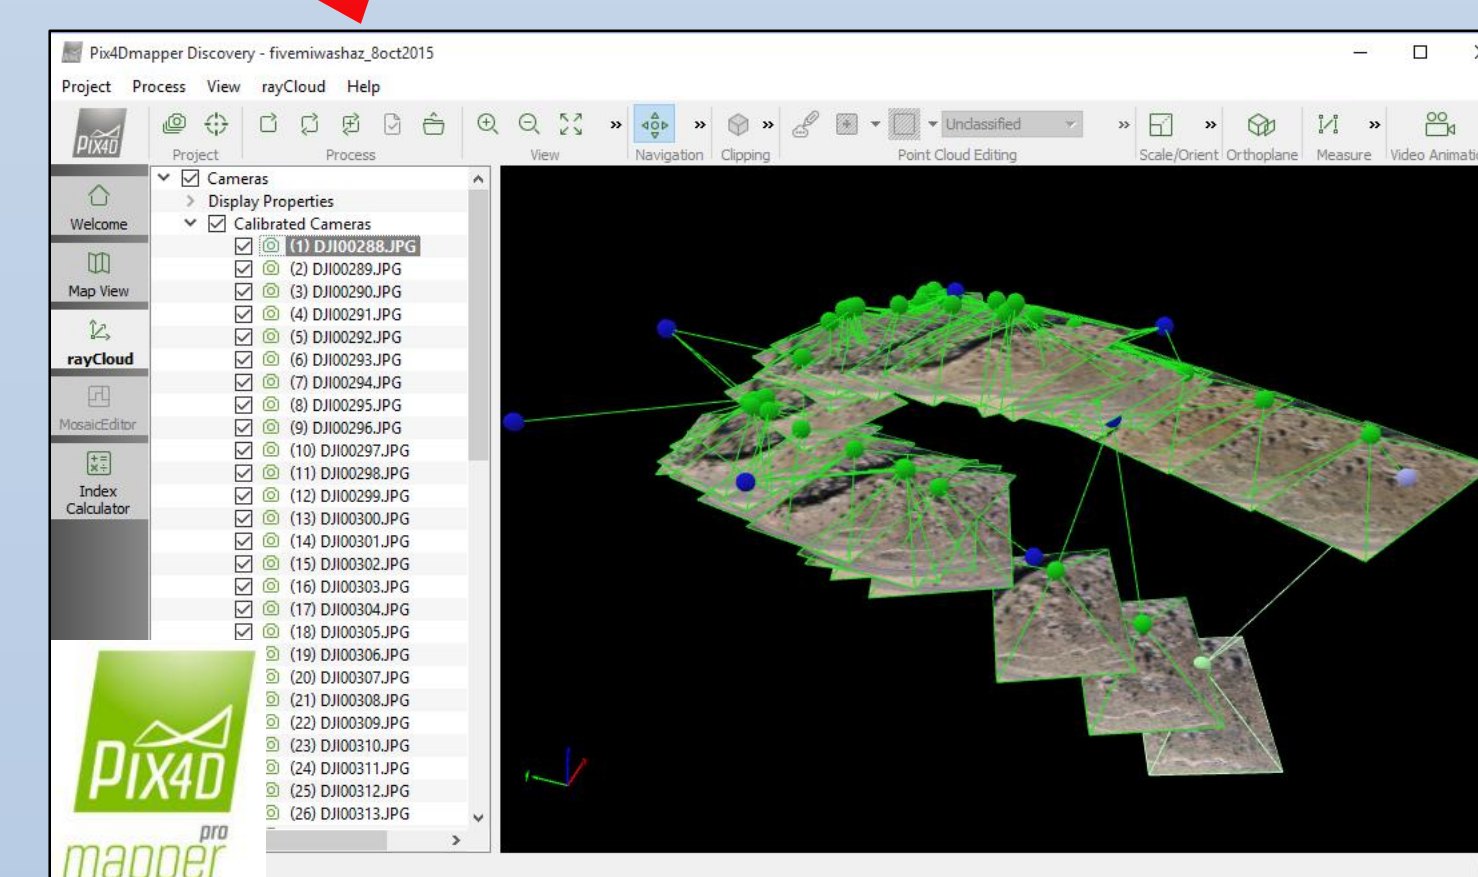 Pix4Dmapper Discovery - fivemiwashaz_8oct2015
Project Process View rayCloud Help
PIX4D
Unclassified
Project Process View Navigation Clipping Point Cloud Editing Scale/Orient Orthoplane Measure Video Animati
Welcome
Map View
rayCloud
MosaicEditor
Index
Calculator
Cameras
Display Properties
Calibrated Cameras
(1) DJI00288.JPG
(2) DJI00289.JPG
(3) DJI00290.JPG
(4) DJI00291.JPG
(5) DJI00292.JPG
(6) DJI00293.JPG
(7) DJI00294.JPG
(8) DJI00295.JPG
(9) DJI00296.JPG
(10) DJI00297.JPG
(11) DJI00298.JPG
(12) DJI00299.JPG
(13) DJI00300.JPG
(14) DJI00301.JPG
(15) DJI00302.JPG
(16) DJI00303.JPG
(17) DJI00304.JPG
(18) DJI00305.JPG
(19) DJI00306.JPG
(20) DJI00307.JPG
(21) DJI00308.JPG
(22) DJI00309.JPG
(23) DJI00310.JPG
(24) DJI00311.JPG
(25) DJI00312.JPG
(26) DJI00313.JPG
PIX4D
pro
mapper